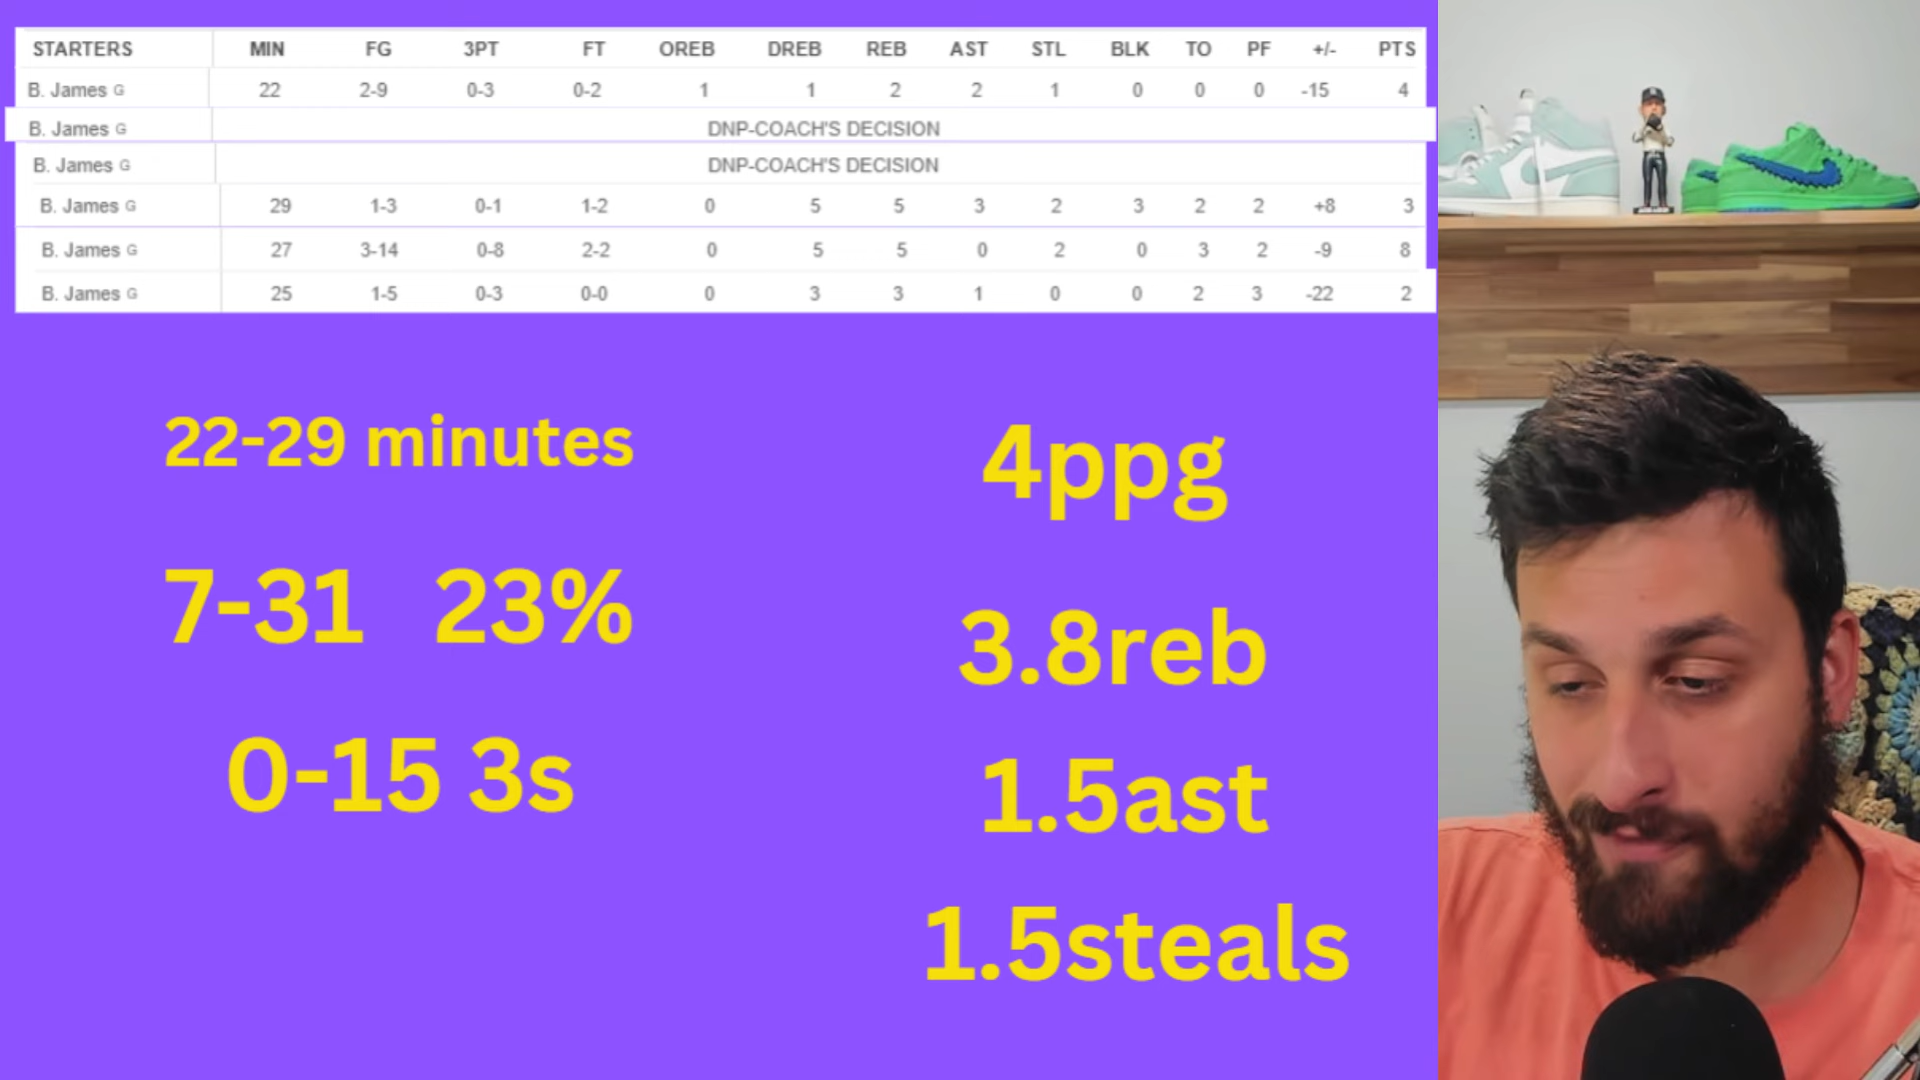 STARTERS MIN FG 3PT FT OREB DREB REB AST STL BLK TO PF +/- PTS
B. James G 22 2-9 0-3 0-2 1 1 2 2 1 0 0 0 -15 4
B. James G DNP-COACH'S DECISION
B. James G DNP-COACH'S DECISION
B. James G 29 1-3 0-1 1-2 0 5 5 3 2 3 2 2 +8 3
B. James G 27 3-14 0-8 2-2 0 5 5 0 2 0 3 2 -9 8
B. James G 25 1-5 0-3 0-0 0 3 3 1 0 0 2 3 -22 2
22-29 minutes
7-31 23%
0-15 3s
4ppg
3.8reb
1.5ast
1.5steals